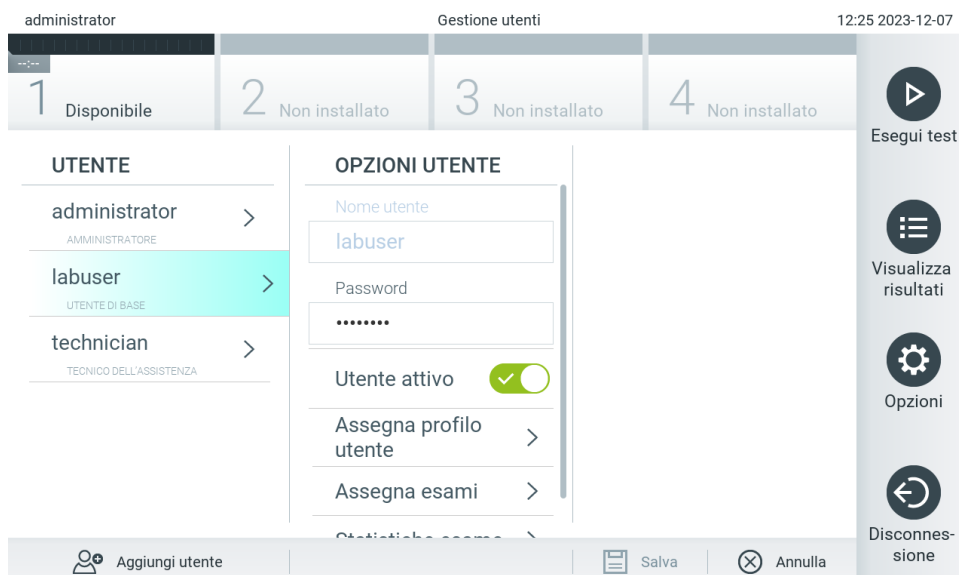 administrator
Gestione utenti
12:25 2023-12-07
--:--
1 Disponibile
2 Non installato
3 Non installato
4 Non installato
UTENTE
administrator
AMMINISTRATORE
labuser
UTENTE DI BASE
technician
TECNICO DELL'ASSISTENZA
OPZIONI UTENTE
Nome utente
labuser
Password
••••••••
Utente attivo
Assegna profilo
utente
Assegna esami
Statistiche esame
Esegui test
Visualizza
risultati
Opzioni
Disconnes-
sione
Aggiungi utente
Salva
Annulla